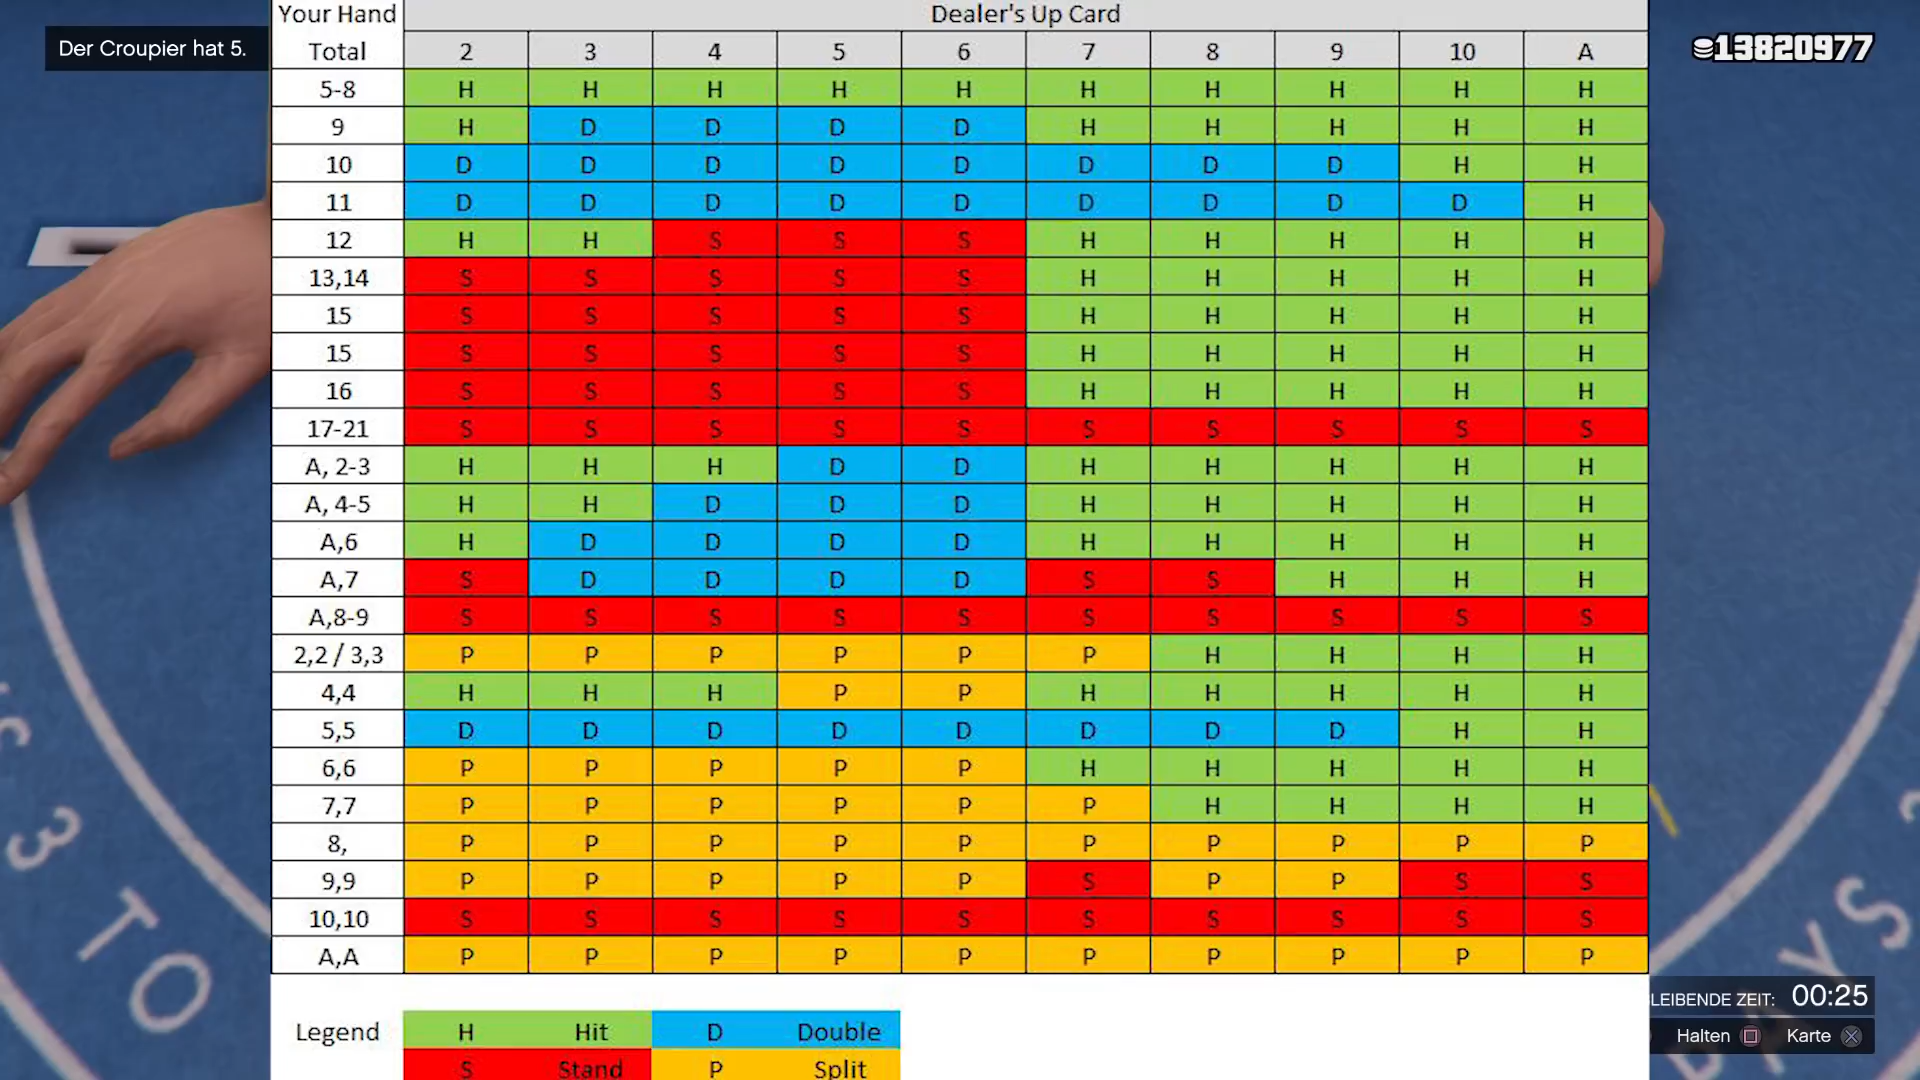 Der Croupier hat 5.
13820977
Your Hand Dealer's Up Card
Total 2 3 4 5 6 7 8 9 10 A
5-8 H H H H H H H H H H
9 H D D D D H H H H H
10 D D D D D D D D H H
11 D D D D D D D D D H
12 H H S S S H H H H H
13,14 S S S S S H H H H H
15 S S S S S H H H H H
15 S S S S S H H H H H
16 S S S S S H H H H H
17-21 S S S S S S S S S S
A, 2-3 H H H D D H H H H H
A, 4-5 H H D D D H H H H H
A,6 H D D D D H H H H H
A,7 S D D D D S S H H H
A,8-9 S S S S S S S S S S
2,2 / 3,3 P P P P P P H H H H
4,4 H H H P P H H H H H
5,5 D D D D D D D D H H
6,6 P P P P P H H H H H
7,7 P P P P P P H H H H
8, P P P P P P P P P P
9,9 P P P P P S P P S S
10,10 S S S S S S S S S S
A,A P P P P P P P P P P
Legend H Hit D Double
S Stand P Split
LEIBENDE ZEIT: 00:25
Halten Karte
3 TO